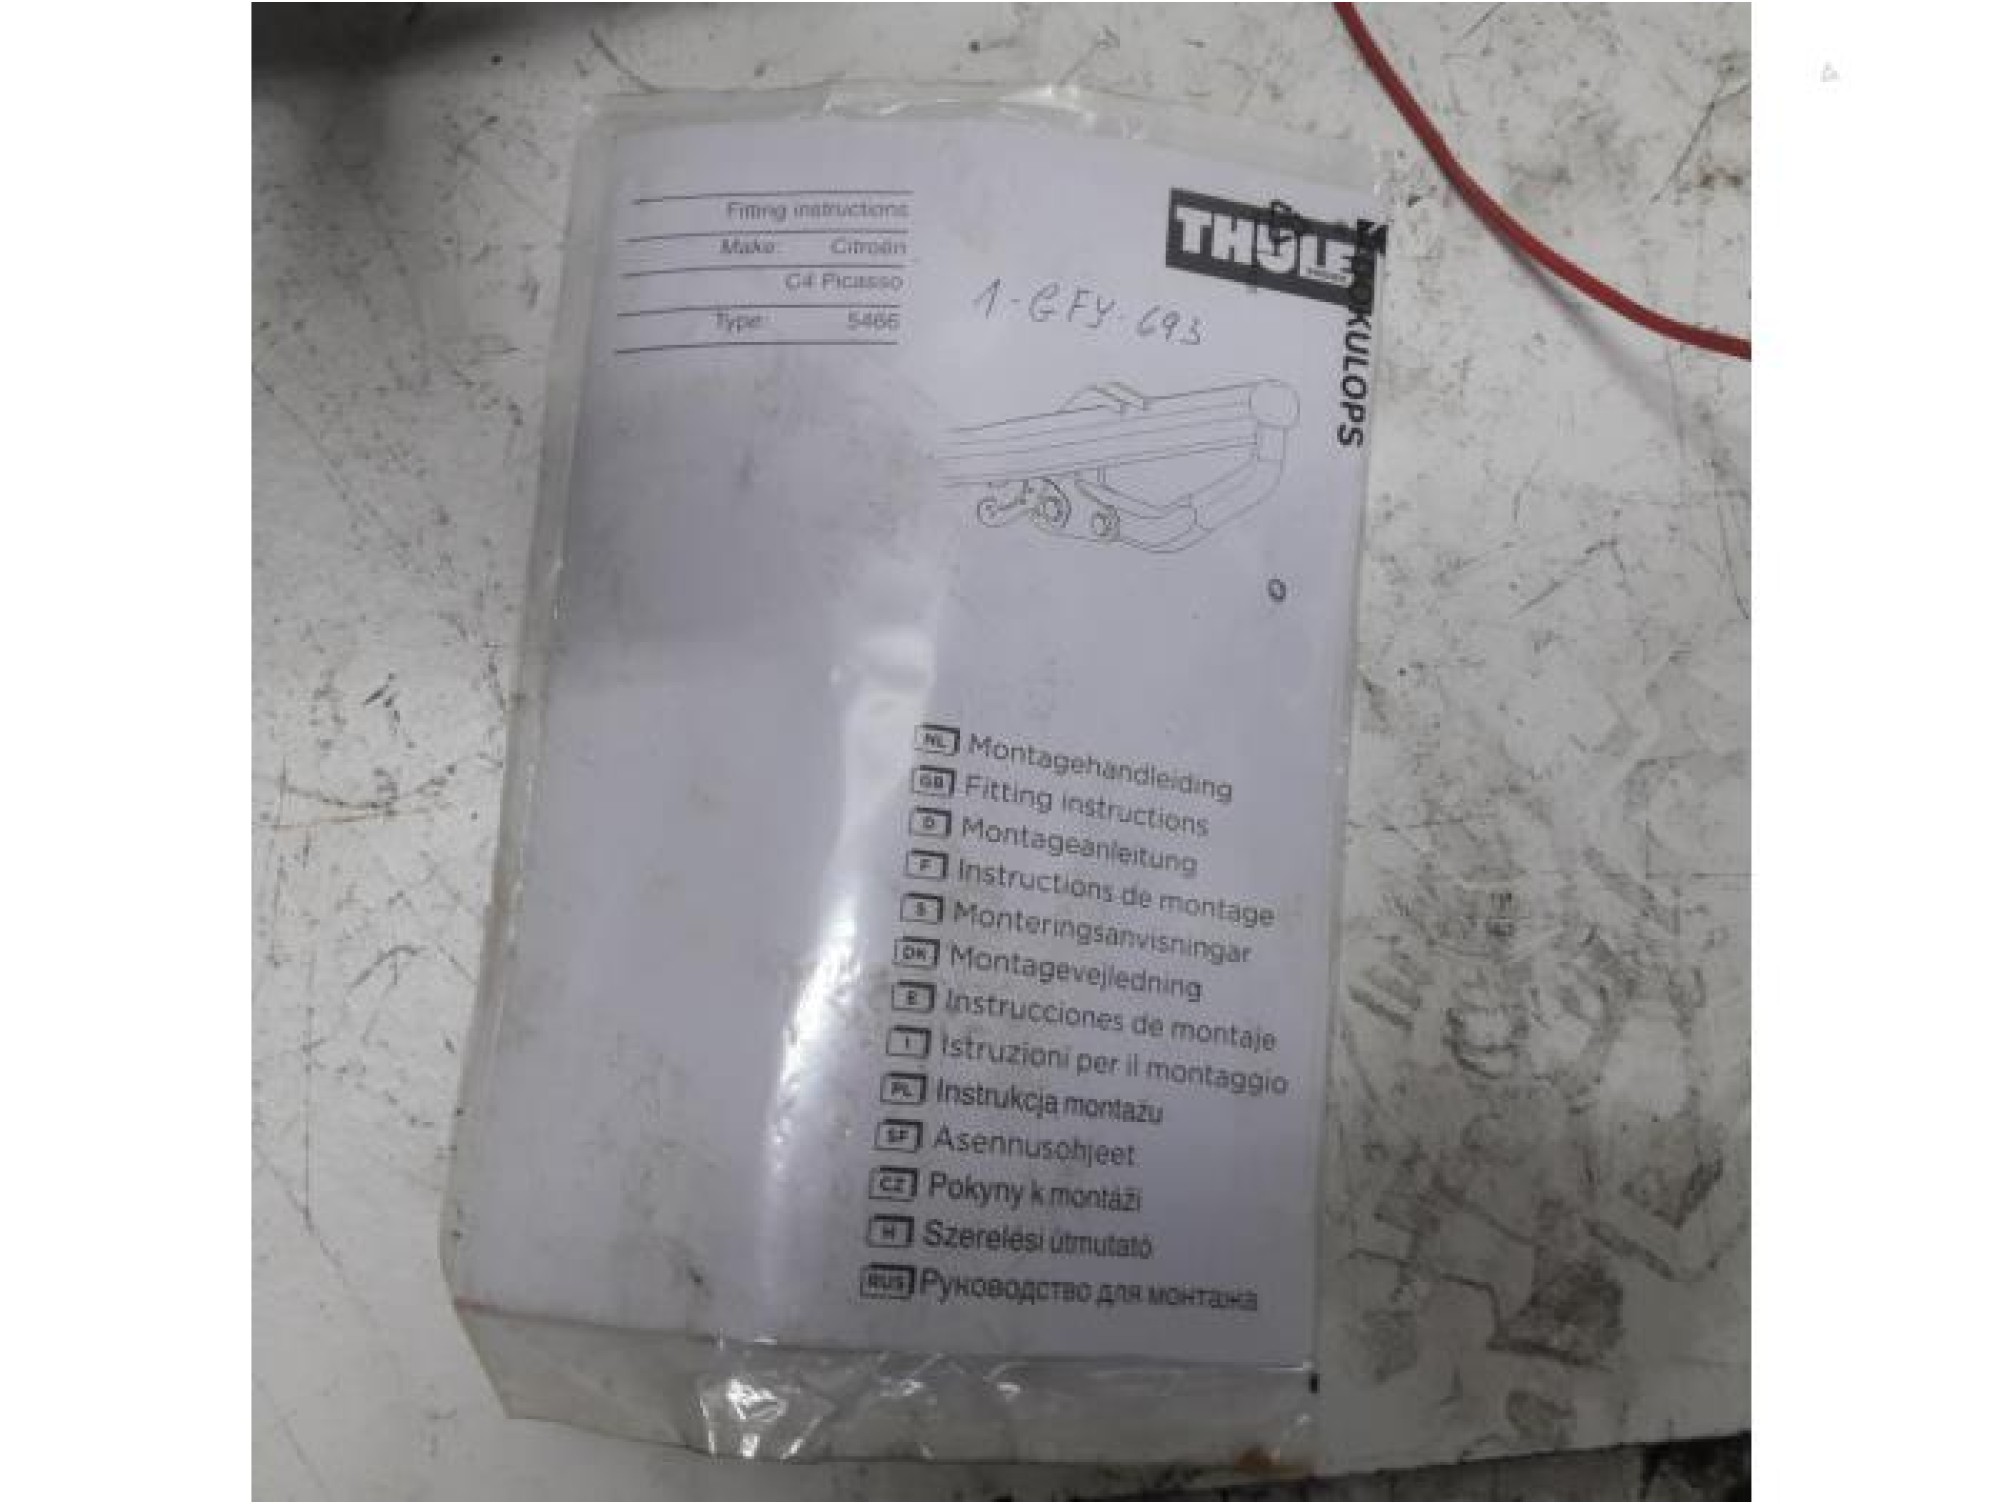 Fitting instructions
Make: Citroën
C4 Picasso
Type: 5466
THULE
1-GFY-693
KULOPS
NL Montagehandleiding
GB Fitting instructions
D Montageanleitung
F Instructions de montage
S Monteringsanvisningar
DK Montagevejledning
E Instrucciones de montaje
I Istruzioni per il montaggio
PL Instrukcja montażu
SF Asennusohjeet
CZ Pokyny k montáži
H Szerelési útmutató
RUS Руководство для монтажа